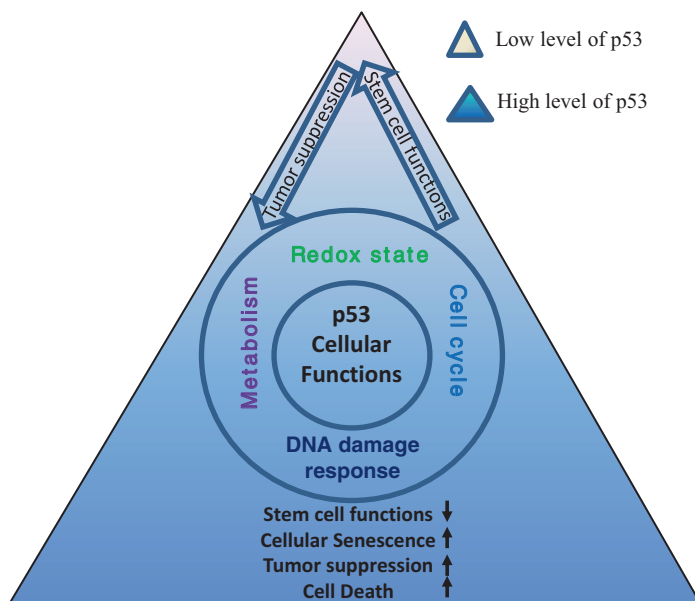 Low level of p53
High level of p53
Tumor suppression
Stem cell functions
Redox state
Metabolism
Cell cycle
p53
Cellular
Functions
DNA damage
response
Stem cell functions
Cellular Senescence
Tumor suppression
Cell Death